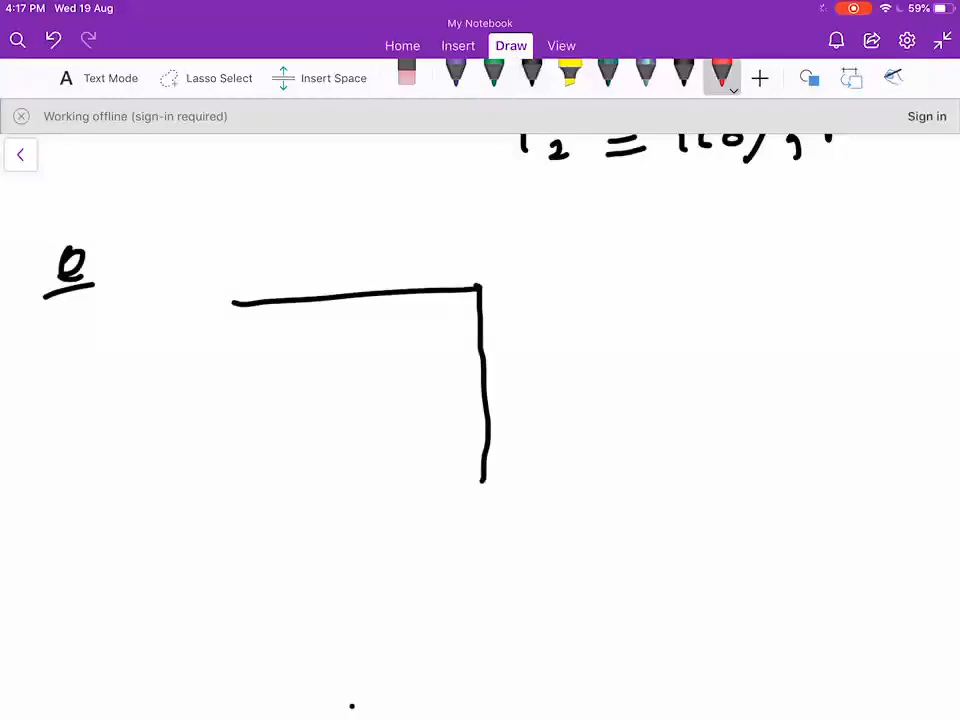 4:17 PM Wed 19 Aug
59%
My Notebook
Home Insert Draw View
A Text Mode Lasso Select Insert Space
Working offline (sign-in required) Sign in
Q